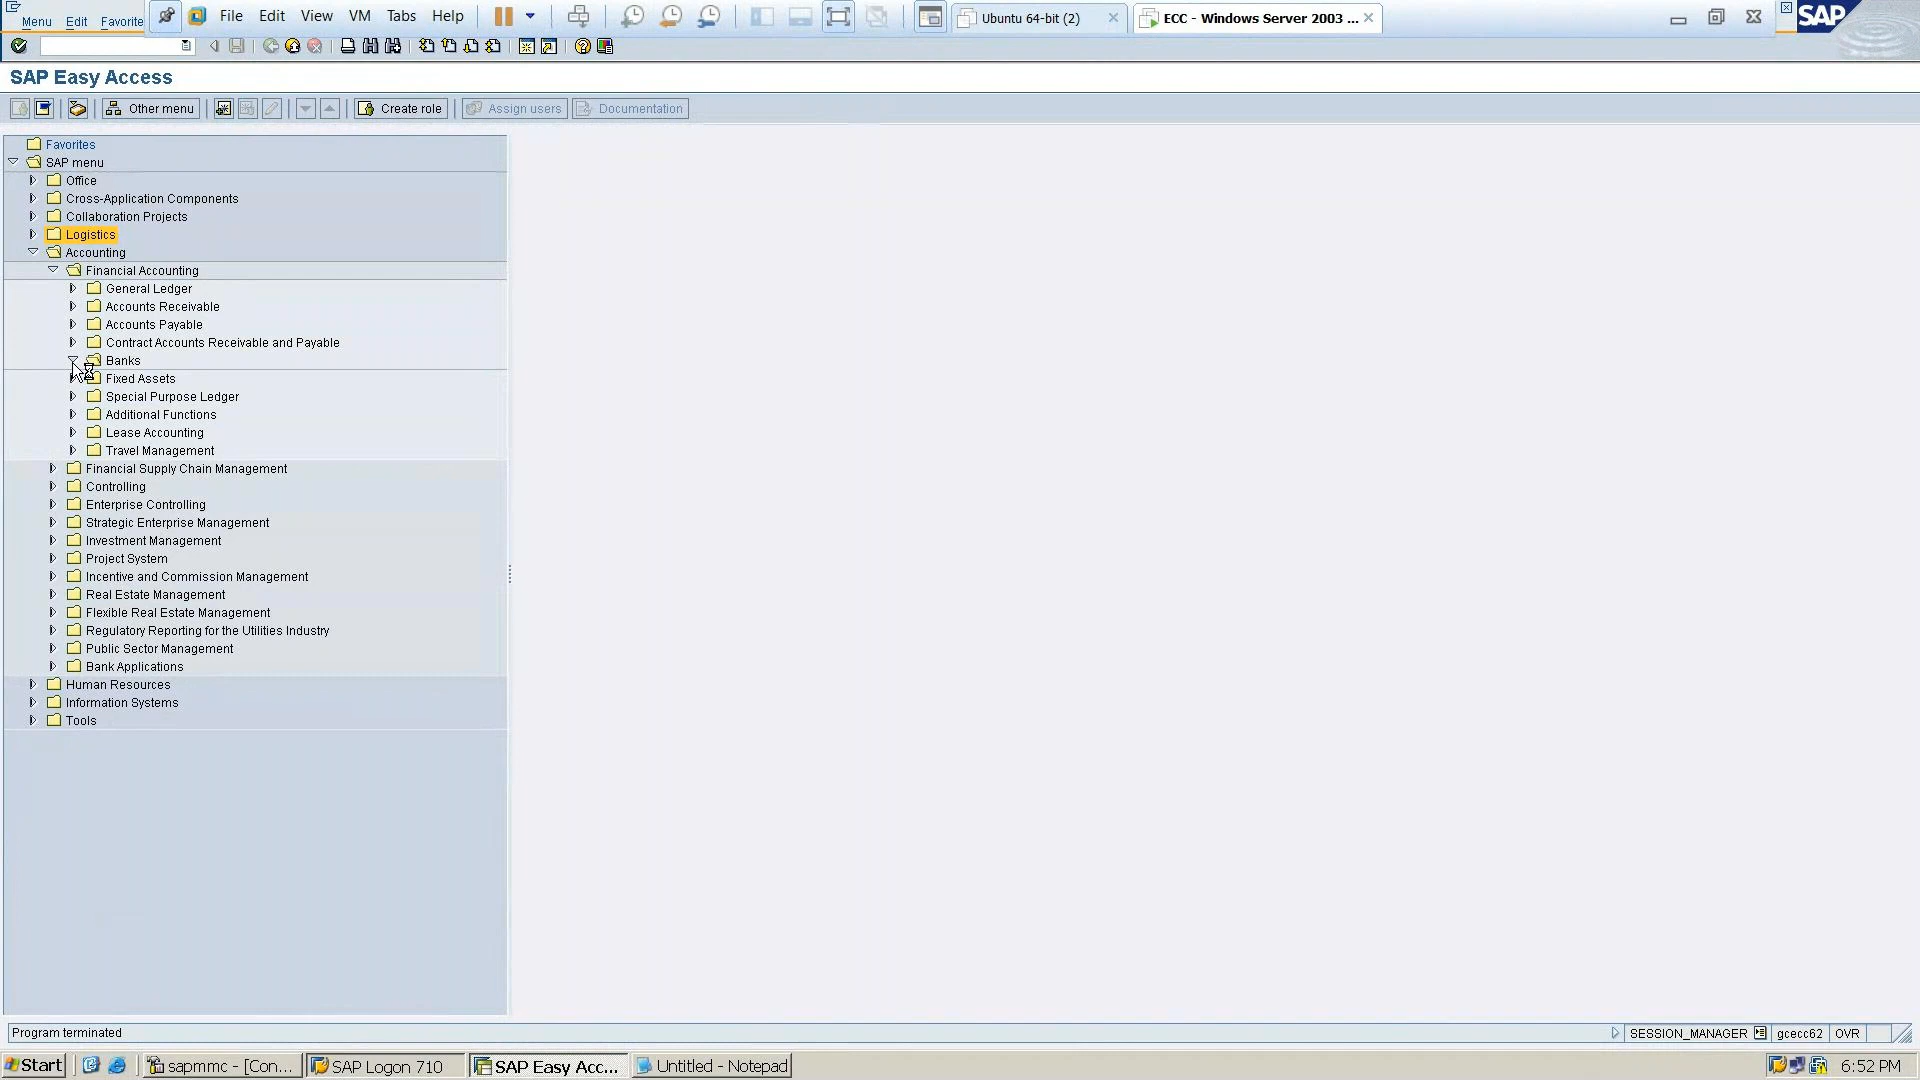 Menu Edit Favorite
File Edit View VM Tabs Help
Ubuntu 64-bit (2)
ECC - Windows Server 2003 ...
SAP
SAP Easy Access
Other menu
Create role
Assign users
Documentation
Favorites
SAP menu
Office
Cross-Application Components
Collaboration Projects
Logistics
Accounting
Financial Accounting
General Ledger
Accounts Receivable
Accounts Payable
Contract Accounts Receivable and Payable
Banks
Fixed Assets
Special Purpose Ledger
Additional Functions
Lease Accounting
Travel Management
Financial Supply Chain Management
Controlling
Enterprise Controlling
Strategic Enterprise Management
Investment Management
Project System
Incentive and Commission Management
Real Estate Management
Flexible Real Estate Management
Regulatory Reporting for the Utilities Industry
Public Sector Management
Bank Applications
Human Resources
Information Systems
Tools
Program terminated
SESSION_MANAGER
gcecc62
OVR
Start
sapmmc - [Con...
SAP Logon 710
SAP Easy Acc...
Untitled - Notepad
6:52 PM